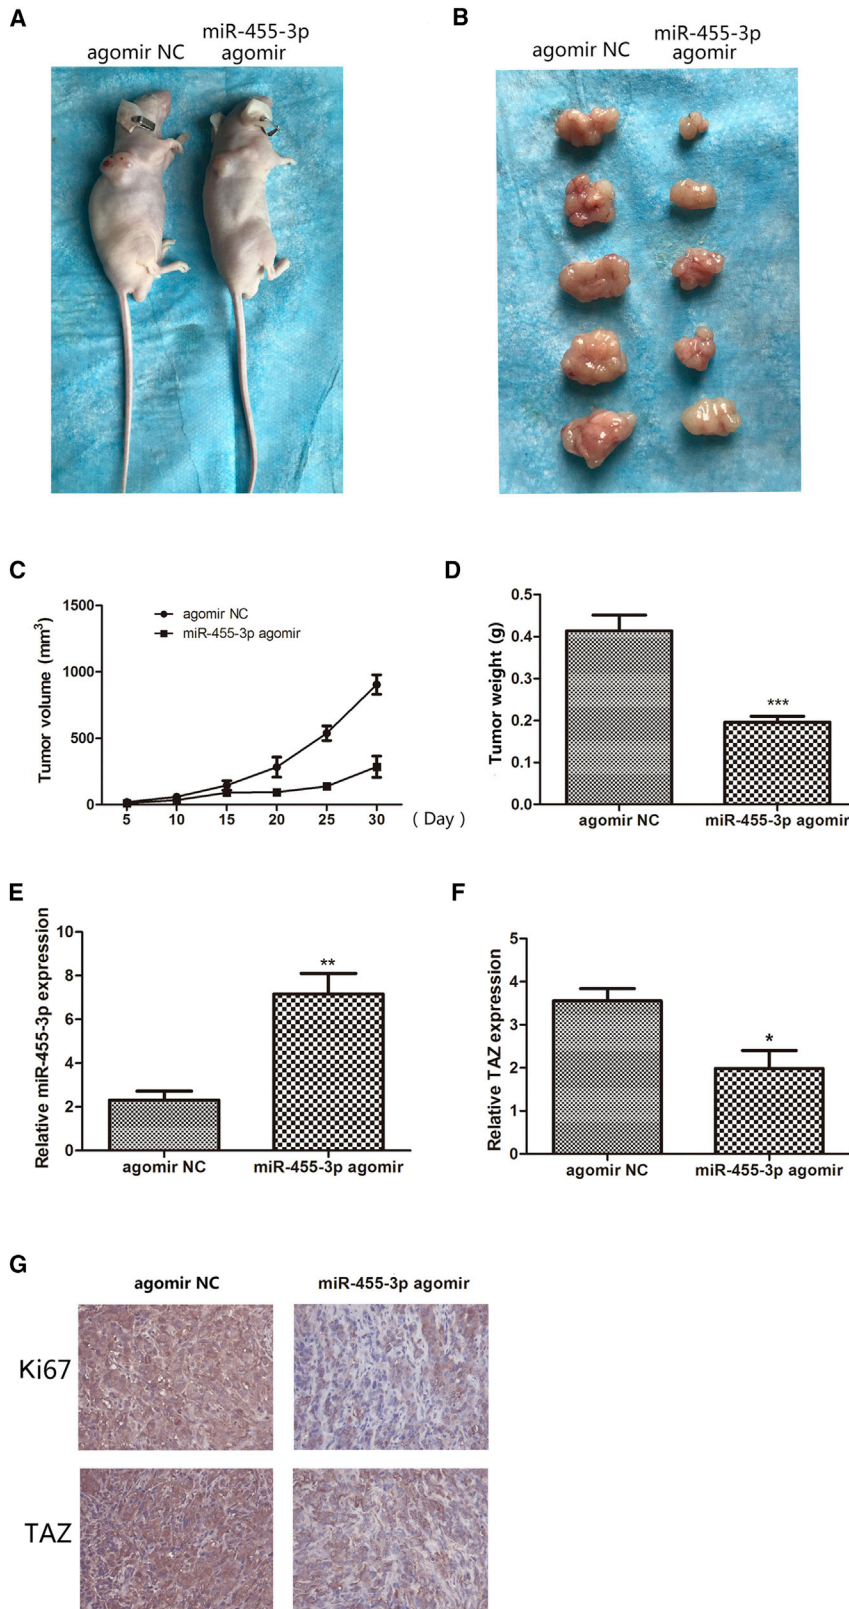 A
agomir NC
miR-455-3p
agomir
B
agomir NC
miR-455-3p
agomir
C
Tumor volume (mm³)
1500
1000
500
0
agomir NC
miR-455-3p agomir
5 10 15 20 25 30 ( Day )
D
Tumor weight (g)
0.5
0.4
0.3
0.2
0.1
0.0
***
agomir NC miR-455-3p agomir
E
Relative miR-455-3p expression
10
8
6
4
2
0
**
agomir NC miR-455-3p agomir
F
Relative TAZ expression
5
4
3
2
1
0
*
agomir NC miR-455-3p agomir
G
agomir NC miR-455-3p agomir
Ki67
TAZ